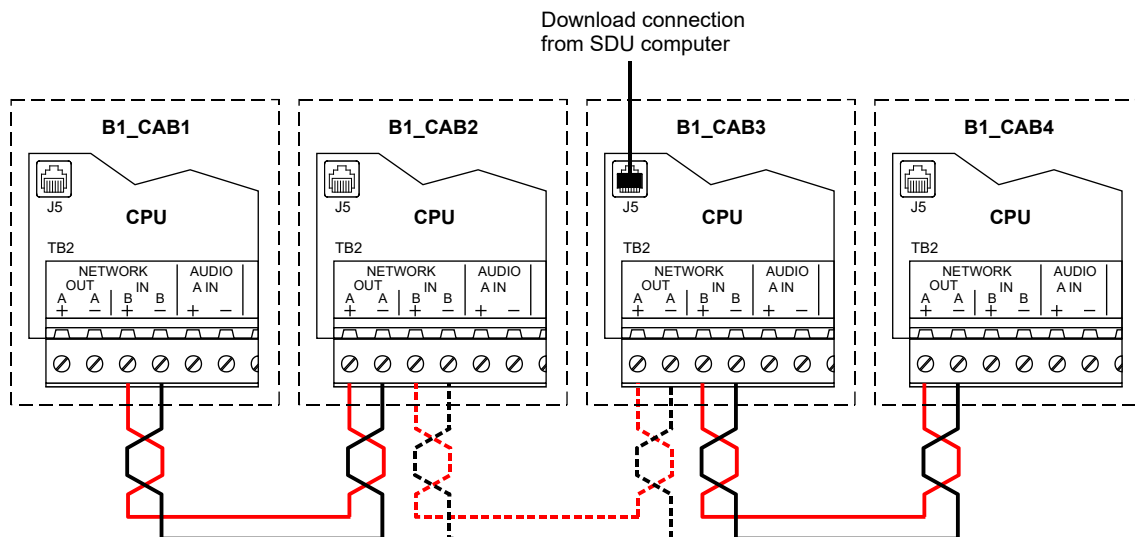 Download connection
from SDU computer
B1_CAB1
J5
CPU
TB2
NETWORK
OUT IN
A A B B
+ − + −
AUDIO
A IN
+ −
B1_CAB2
J5
CPU
TB2
NETWORK
OUT IN
A A B B
+ − + −
AUDIO
A IN
+ −
B1_CAB3
J5
CPU
TB2
NETWORK
OUT IN
A A B B
+ − + −
AUDIO
A IN
+ −
B1_CAB4
J5
CPU
TB2
NETWORK
OUT IN
A A B B
+ − + −
AUDIO
A IN
+ −